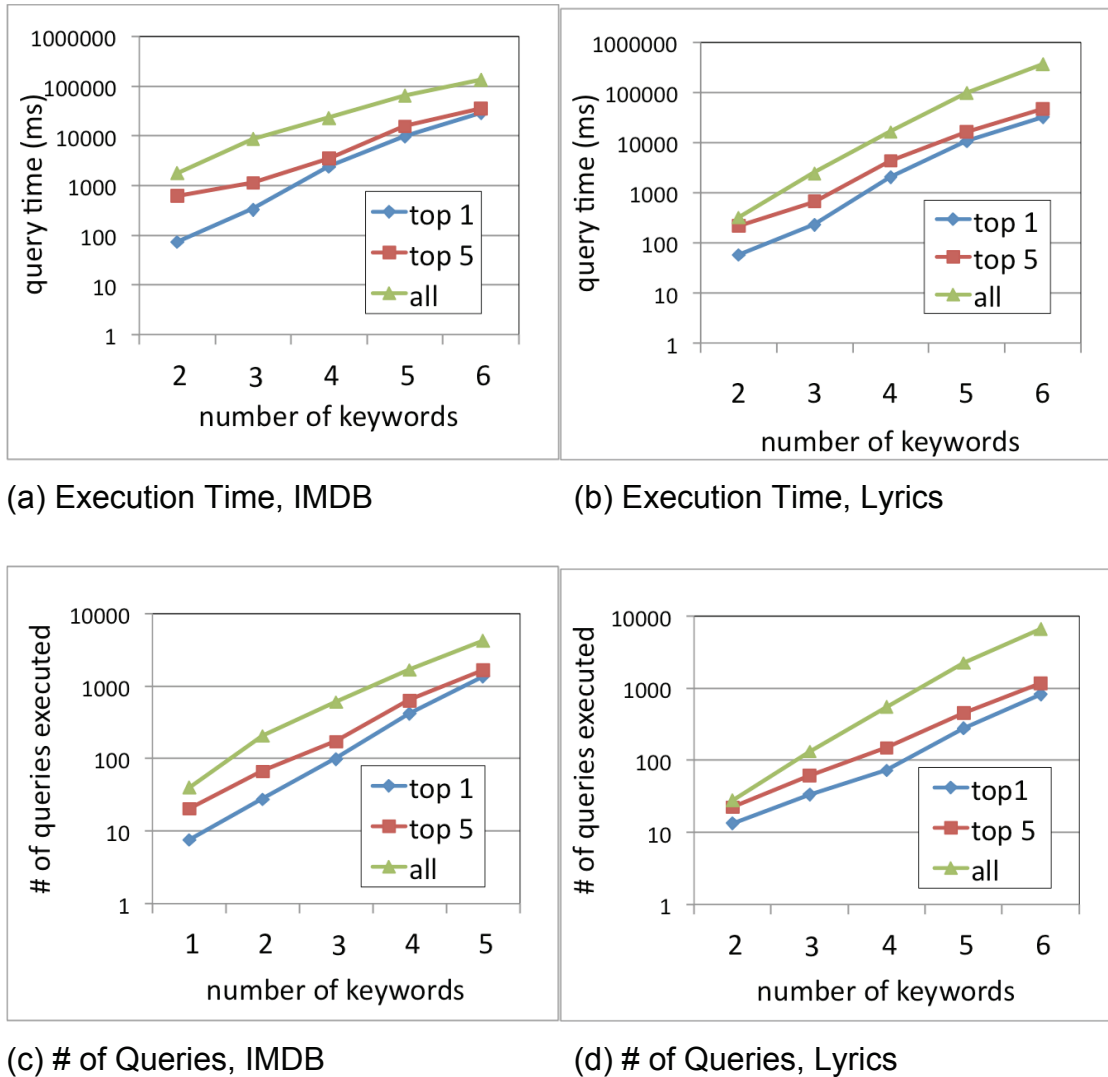 1000000
100000
10000
1000
100
10
1
query time (ms)
top 1
top 5
all
2 3 4 5 6
number of keywords
(a) Execution Time, IMDB
1000000
100000
10000
1000
100
10
1
query time (ms)
top 1
top 5
all
2 3 4 5 6
number of keywords
(b) Execution Time, Lyrics
10000
1000
100
10
1
# of queries executed
top 1
top 5
all
1 2 3 4 5
number of keywords
(c) # of Queries, IMDB
10000
1000
100
10
1
# of queries executed
top1
top 5
all
2 3 4 5 6
number of keywords
(d) # of Queries, Lyrics